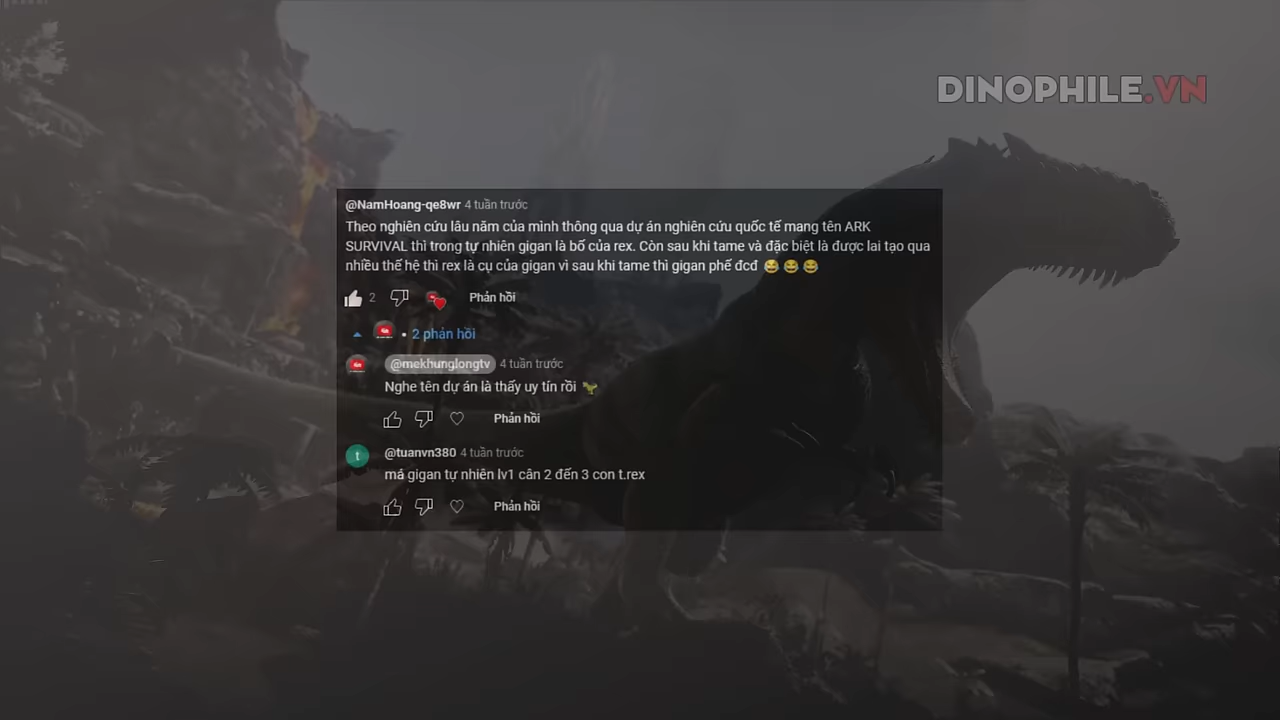 DINOPHILE.VN
@NamHoang-qe8wr 4 tuần trước
Theo nghiên cứu lâu năm của mình thông qua dự án nghiên cứu quốc tế mang tên ARK
SURVIVAL thì trong tự nhiên gigan là bố của rex. Còn sau khi tame và đặc biệt là được lai tạo qua
nhiều thế hệ thì rex là cụ của gigan vì sau khi tame thì gigan phế đcđ 😂 😂 😂
2 Phản hồi
• 2 phản hồi
@mekhunglongtv 4 tuần trước
Nghe tên dự án là thấy uy tín rồi 🦖
Phản hồi
t @tuanvn380 4 tuần trước
má gigan tự nhiên lv1 cân 2 đến 3 con t.rex
Phản hồi